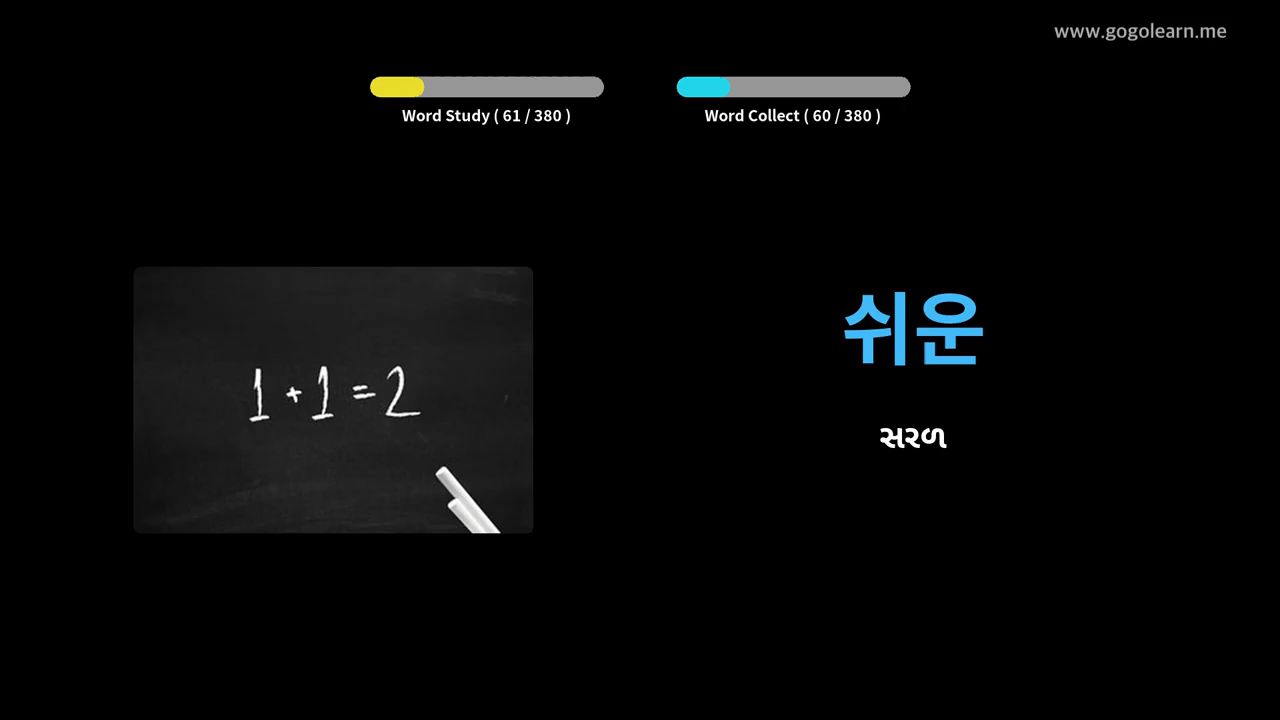 www.gogolearn.me
Word Study ( 61 / 380 )
Word Collect ( 60 / 380 )
1 + 1 = 2
쉬운
સરળ